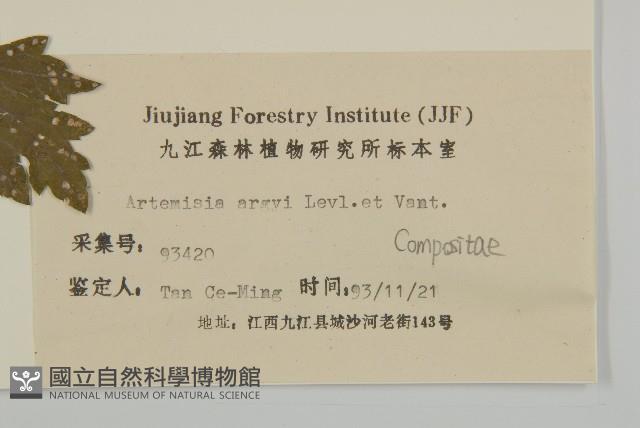 Jiujiang Forestry Institute (JJF)
九江森林植物研究所标本室
Artemisia argyi Levl.et Vant.
采集号: 93420
Compositae
鉴定人: Tan Ce-Ming 时间:93/11/21
地址: 江西九江县城沙河老街143号
國立自然科學博物館
NATIONAL MUSEUM OF NATURAL SCIENCE